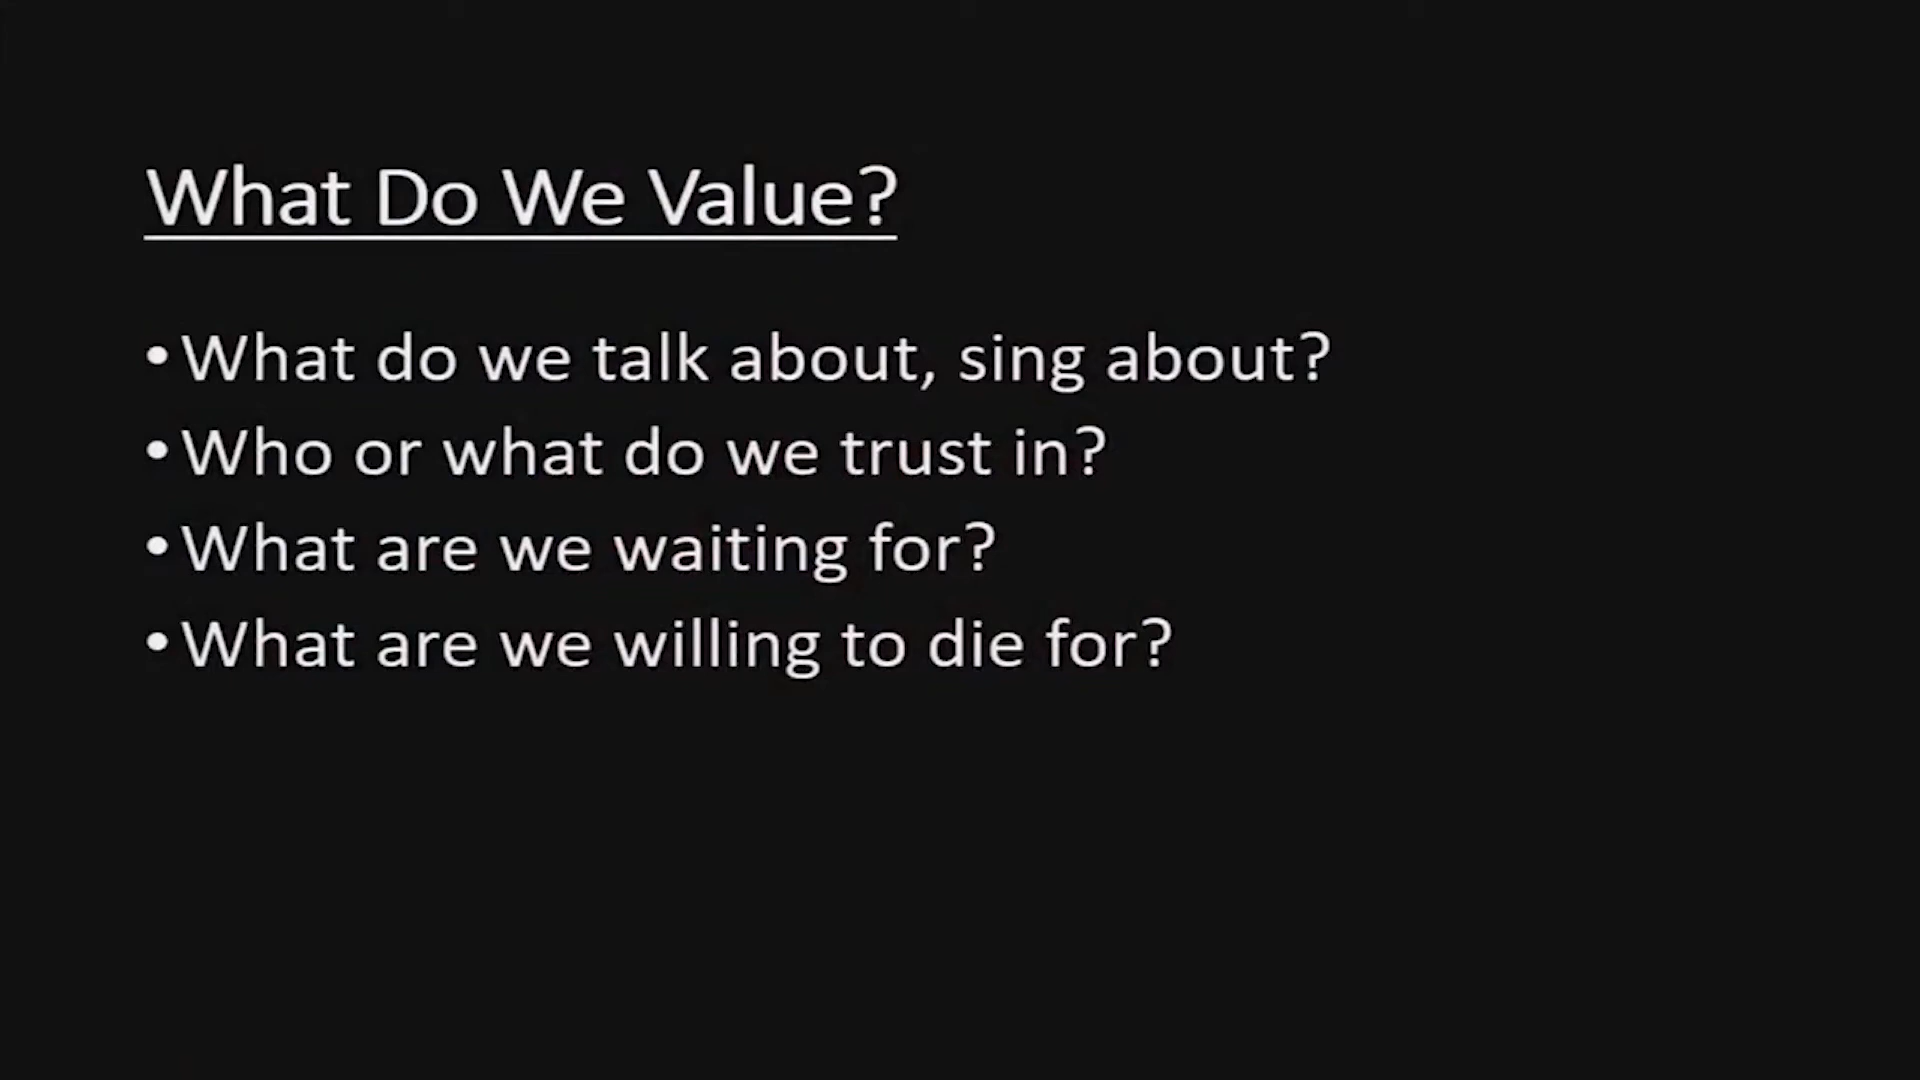 What Do We Value?
•What do we talk about, sing about?
•Who or what do we trust in?
•What are we waiting for?
•What are we willing to die for?